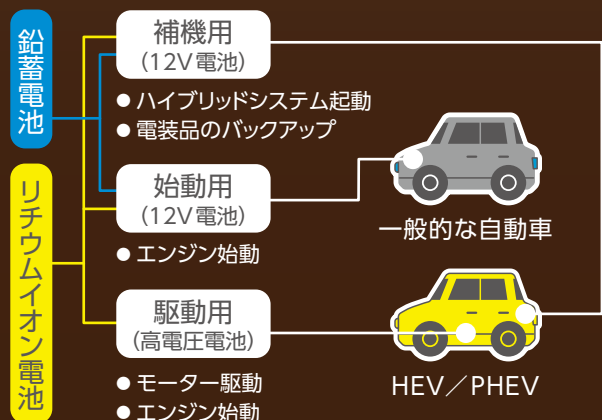 鉛蓄電池
リチウムイオン電池
補機用
(12V電池)
● ハイブリッドシステム起動
● 電装品のバックアップ
始動用
(12V電池)
● エンジン始動
一般的な自動車
駆動用
(高電圧電池)
● モーター駆動
● エンジン始動
HEV／PHEV